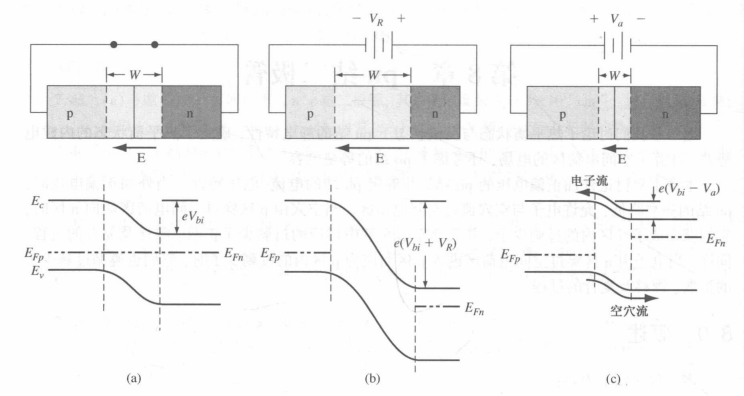 − V_R +
+ V_a −
W
W
W
p
n
p
n
p
n
E
E
E
E_c
eV_bi
E_Fp
E_v
E_Fn
E_Fp
e(V_bi + V_R)
E_Fn
电子流
e(V_bi − V_a)
E_Fn
E_Fp
空穴流
(a)
(b)
(c)